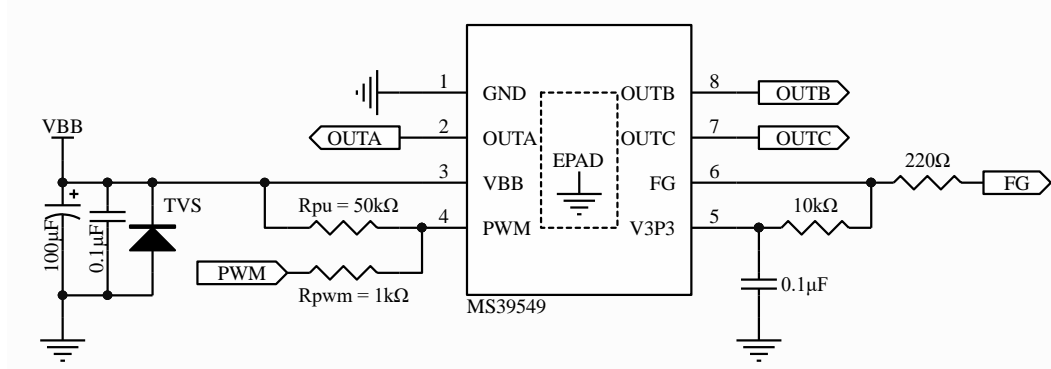 1 8
GND OUTB OUTB
OUTA 2 OUTA OUTC 7 OUTC
VBB
EPAD
220Ω
3 VBB FG 6 FG
+ TVS
Rpu = 50kΩ 10kΩ
4 PWM V3P3 5
100μF 0.1μF
PWM
0.1μF
Rpwm = 1kΩ
MS39549